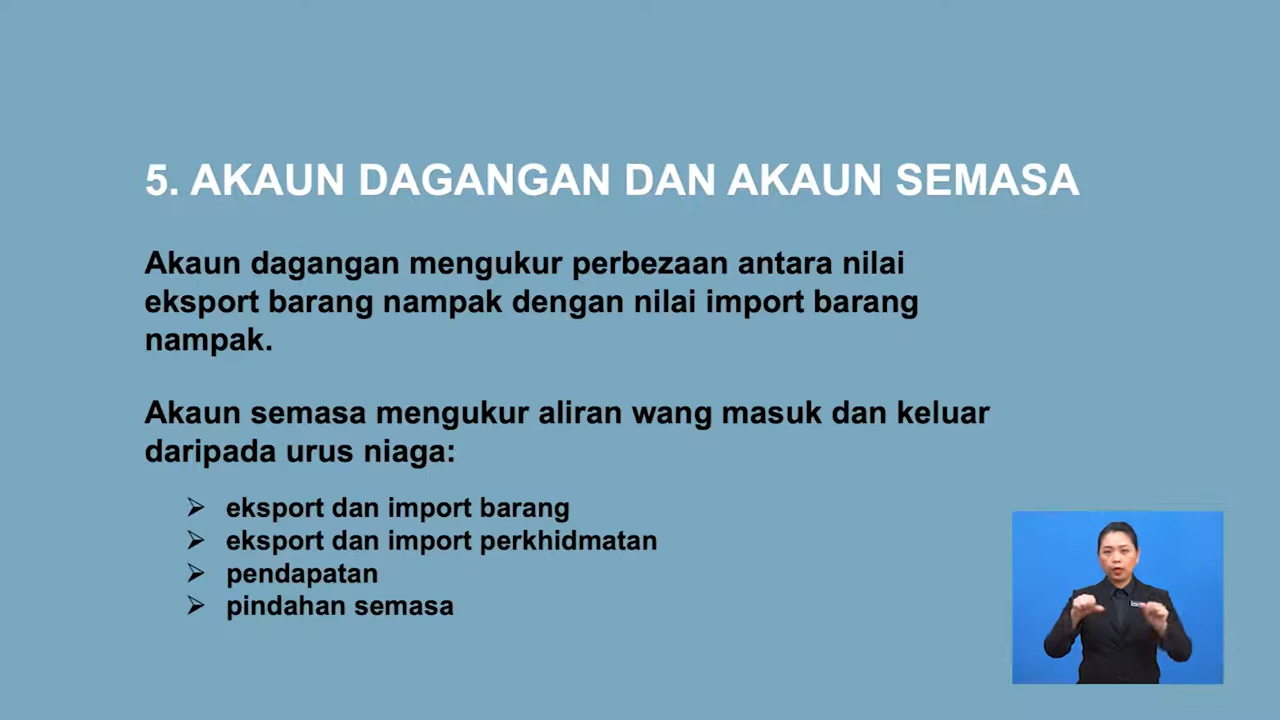 5. AKAUN DAGANGAN DAN AKAUN SEMASA
Akaun dagangan mengukur perbezaan antara nilai
eksport barang nampak dengan nilai import barang
nampak.
Akaun semasa mengukur aliran wang masuk dan keluar
daripada urus niaga:
➢ eksport dan import barang
➢ eksport dan import perkhidmatan
➢ pendapatan
➢ pindahan semasa